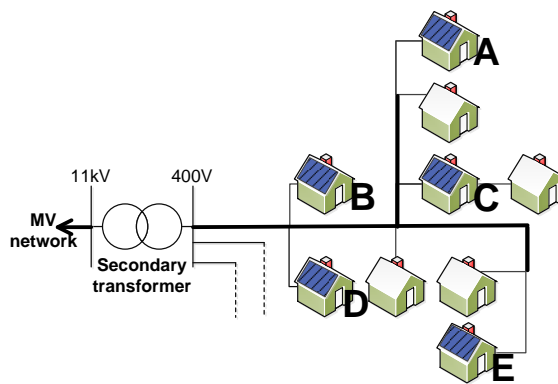 A
11kV
400V
B
C
MV
network
Secondary
transformer
D
E